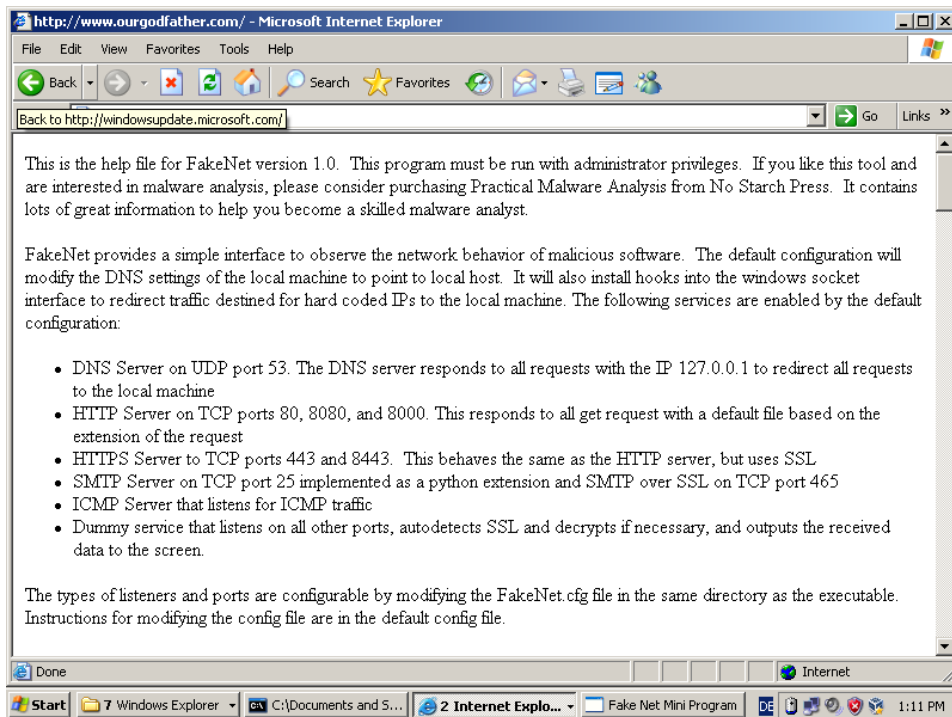 http://www.ourgodfather.com/ - Microsoft Internet Explorer
File Edit View Favorites Tools Help
Back Search Favorites
Back to http://windowsupdate.microsoft.com/ Go Links »
This is the help file for FakeNet version 1.0. This program must be run with administrator privileges. If you like this tool and
are interested in malware analysis, please consider purchasing Practical Malware Analysis from No Starch Press. It contains
lots of great information to help you become a skilled malware analyst.
FakeNet provides a simple interface to observe the network behavior of malicious software. The default configuration will
modify the DNS settings of the local machine to point to local host. It will also install hooks into the windows socket
interface to redirect traffic destined for hard coded IPs to the local machine. The following services are enabled by the default
configuration:
• DNS Server on UDP port 53. The DNS server responds to all requests with the IP 127.0.0.1 to redirect all requests
to the local machine
• HTTP Server on TCP ports 80, 8080, and 8000. This responds to all get request with a default file based on the
extension of the request
• HTTPS Server to TCP ports 443 and 8443. This behaves the same as the HTTP server, but uses SSL
• SMTP Server on TCP port 25 implemented as a python extension and SMTP over SSL on TCP port 465
• ICMP Server that listens for ICMP traffic
• Dummy service that listens on all other ports, autodetects SSL and decrypts if necessary, and outputs the received
data to the screen.
The types of listeners and ports are configurable by modifying the FakeNet.cfg file in the same directory as the executable.
Instructions for modifying the config file are in the default config file.
Done Internet
Start 7 Windows Explorer C:\Documents and S... 2 Internet Explo... Fake Net Mini Program DE 1:11 PM